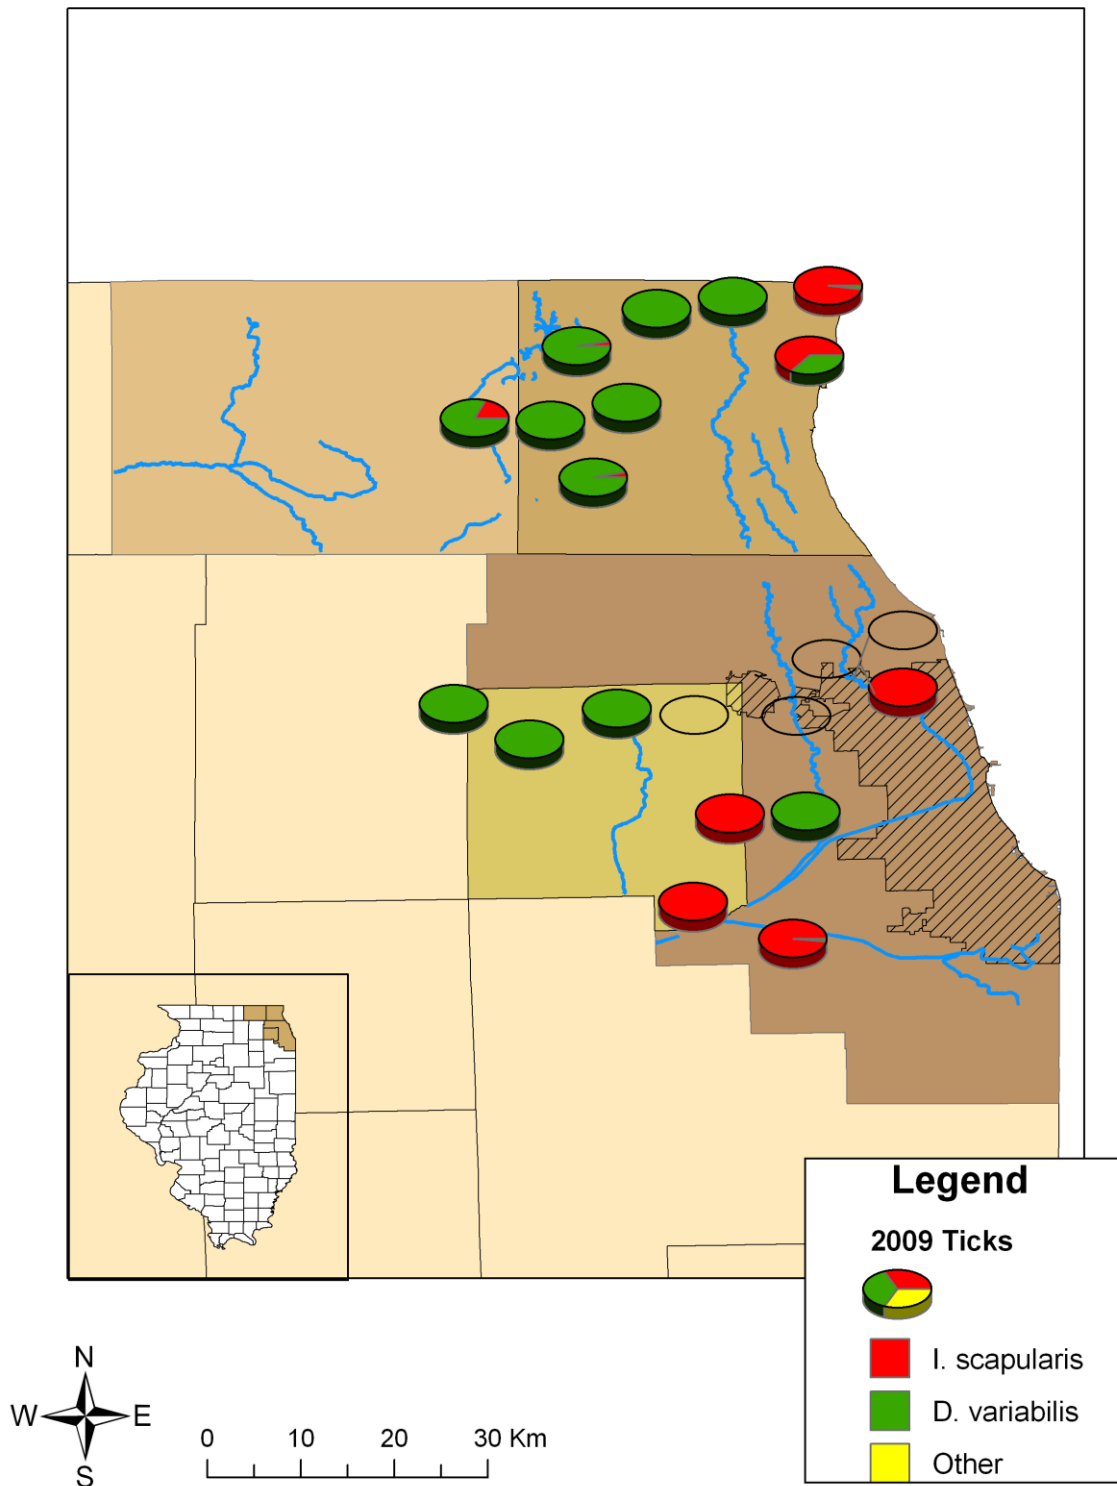 Legend
2009 Ticks
I. scapularis
D. variabilis
Other
N
W E
S
0 10 20 30 Km